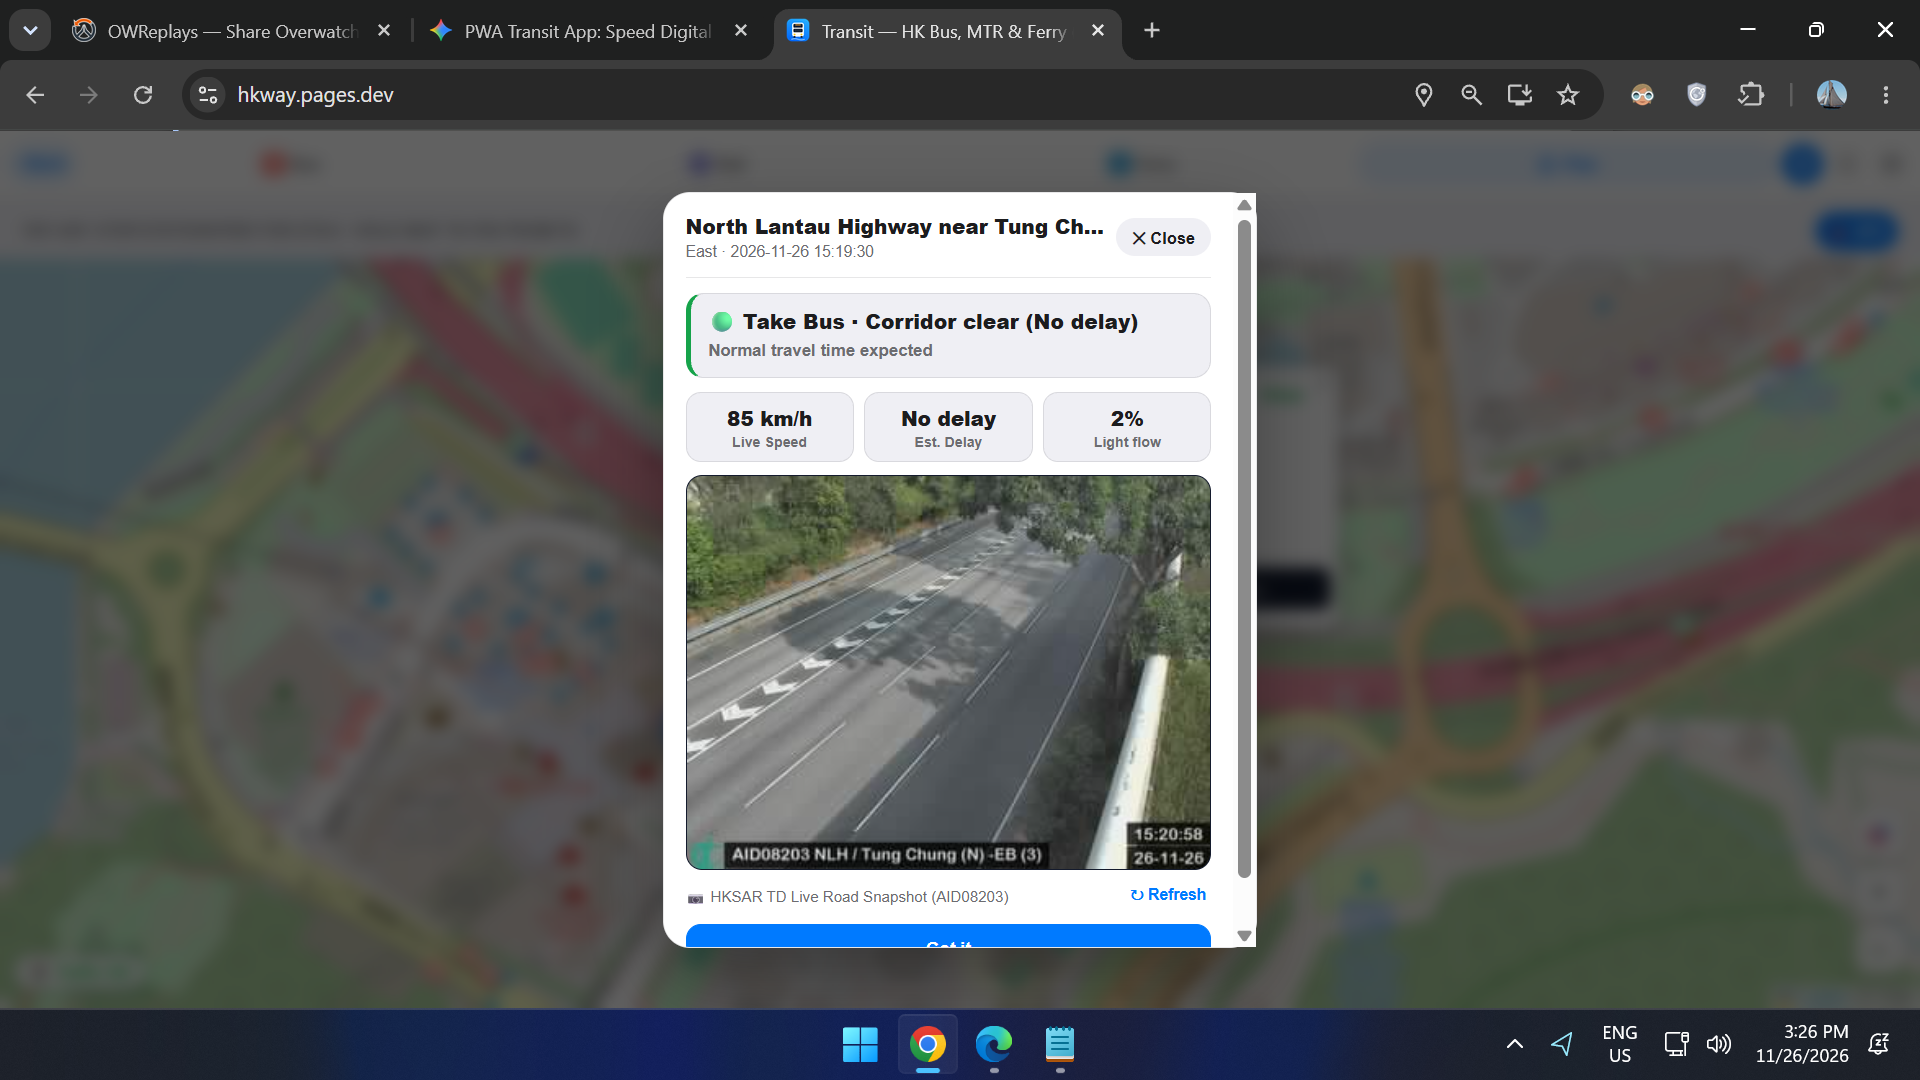 OWReplays — Share Overwatch
PWA Transit App: Speed Digital
Transit — HK Bus, MTR & Ferry
hkway.pages.dev
North Lantau Highway near Tung Ch...
Close
East · 2026-11-26 15:19:30
Take Bus · Corridor clear (No delay)
Normal travel time expected
85 km/h
Live Speed
No delay
Est. Delay
2%
Light flow
15:20:58
AID08203 NLH / Tung Chung (N) -EB (3)
26-11-26
HKSAR TD Live Road Snapshot (AID08203)
Refresh
Got it
ENG
US
3:26 PM
11/26/2026